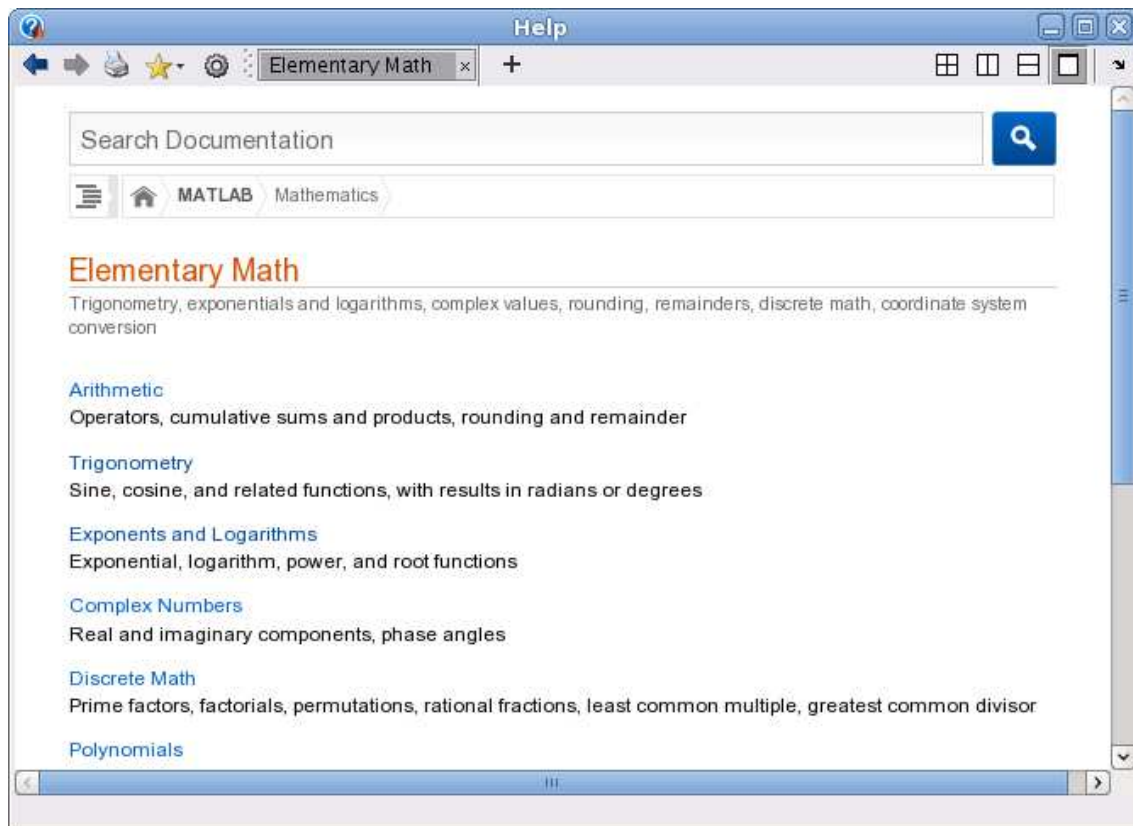 Help
Elementary Math
Search Documentation
MATLAB Mathematics
Elementary Math
Trigonometry, exponentials and logarithms, complex values, rounding, remainders, discrete math, coordinate system
conversion
Arithmetic
Operators, cumulative sums and products, rounding and remainder
Trigonometry
Sine, cosine, and related functions, with results in radians or degrees
Exponents and Logarithms
Exponential, logarithm, power, and root functions
Complex Numbers
Real and imaginary components, phase angles
Discrete Math
Prime factors, factorials, permutations, rational fractions, least common multiple, greatest common divisor
Polynomials